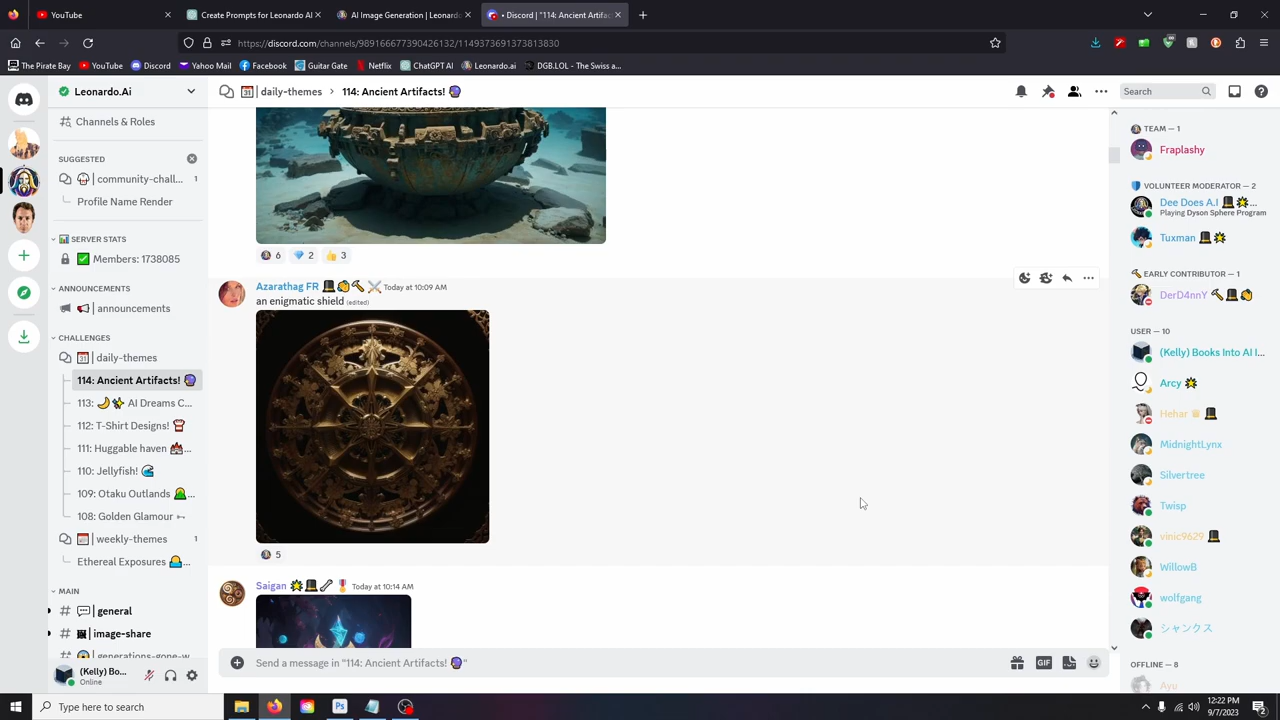 YouTube
Create Prompts For Leonardo AI
AI Image Generation | Leonardo
Discord | "114: Ancient Artifac
https://discord.com/channels/989166677390426132/1149373691373813830
The Pirate Bay
YouTube
Discord
Yahoo Mail
Facebook
Guitar Gate
Netflix
ChatGPT AI
Leonardo.ai
DGB.LOL - The Swiss a...
Leonardo.Ai
| daily-themes
114: Ancient Artifacts!
Search
Channels & Roles
SUGGESTED
| community-chall... 1
Profile Name Render
SERVER STATS
Members: 1738085
ANNOUNCEMENTS
| announcements
CHALLENGES
| daily-themes
114: Ancient Artifacts!
113: AI Dreams C...
112: T-Shirt Designs!
111: Huggable haven ...
110: Jellyfish!
109: Otaku Outlands ...
108: Golden Glamour
| weekly-themes 1
Ethereal Exposures ...
MAIN
| general
| image-share
| generations-gone-w
(Kelly) Bo...
Online
6 2 3
Azarathag FR Today at 10:09 AM
an enigmatic shield (edited)
5
Saigan Today at 10:14 AM
Send a message in "114: Ancient Artifacts! "
GIF
TEAM — 1
Fraplashy
VOLUNTEER MODERATOR — 2
Dee Does A.I ...
Playing Dyson Sphere Program
Tuxman
EARLY CONTRIBUTOR — 1
DerD4nnY
USER — 10
(Kelly) Books Into AI I...
Arcy
Hehar
MidnightLynx
Silvertree
Twisp
vinic9629
WillowB
wolfgang
シャンクス
OFFLINE — 8
Ayu
Type here to search
Ps
12:22 PM
9/7/2023
2